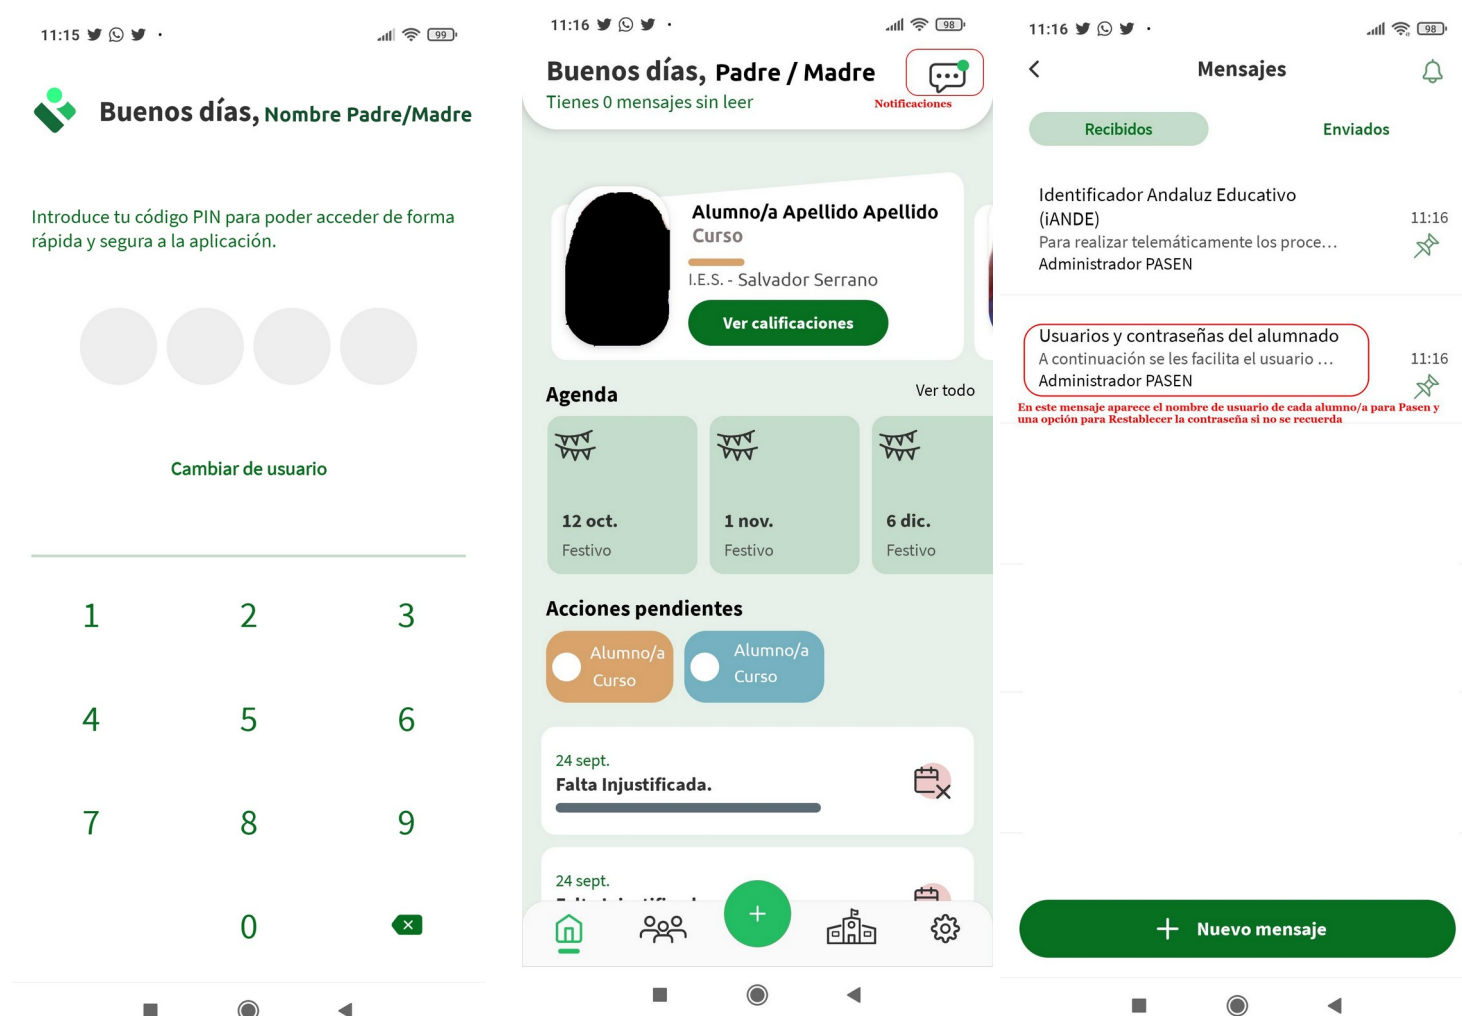 11:15
99
Buenos días, Nombre Padre/Madre
Introduce tu código PIN para poder acceder de forma
rápida y segura a la aplicación.
Cambiar de usuario
1 2 3
4 5 6
7 8 9
0
11:16
98
Buenos días, Padre / Madre
Tienes 0 mensajes sin leer
Notificaciones
Alumno/a Apellido Apellido
Curso
I.E.S. - Salvador Serrano
Ver calificaciones
Agenda
Ver todo
12 oct.
Festivo
1 nov.
Festivo
6 dic.
Festivo
Acciones pendientes
Alumno/a
Curso
Alumno/a
Curso
24 sept.
Falta Injustificada.
24 sept.
11:16
98
Mensajes
Recibidos
Enviados
Identificador Andaluz Educativo
(iANDE)
11:16
Para realizar telemáticamente los proce...
Administrador PASEN
Usuarios y contraseñas del alumnado
A continuación se les facilita el usuario ...
11:16
Administrador PASEN
En este mensaje aparece el nombre de usuario de cada alumno/a para Pasen y
una opción para Restablecer la contraseña si no se recuerda
+ Nuevo mensaje